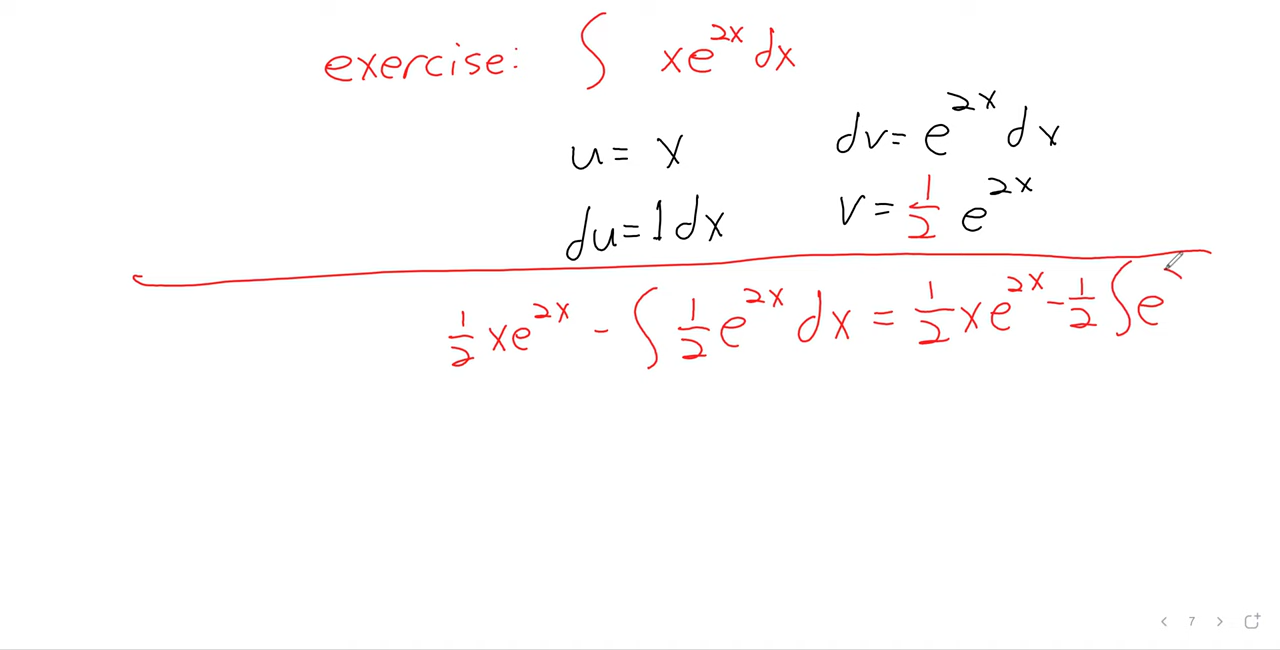 exercise: ∫ xe^{2x} dx
u = x    dv = e^{2x} dx
du = 1 dx    v = 1/2 e^{2x}
1/2 xe^{2x} - ∫ 1/2 e^{2x} dx = 1/2 xe^{2x} - 1/2 ∫ e
< 7 >